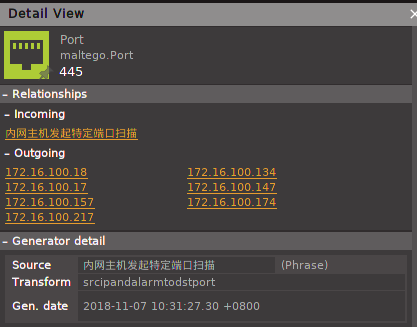 Detail View
Port
maltego.Port
445
– Relationships
– Incoming
内网主机发起特定端口扫描
– Outgoing
172.16.100.18 172.16.100.134
172.16.100.17 172.16.100.147
172.16.100.157 172.16.100.174
172.16.100.217
– Generator detail
Source 内网主机发起特定端口扫描 (Phrase)
Transform srcipandalarmtodstport
Gen. date 2018-11-07 10:31:27.30 +0800